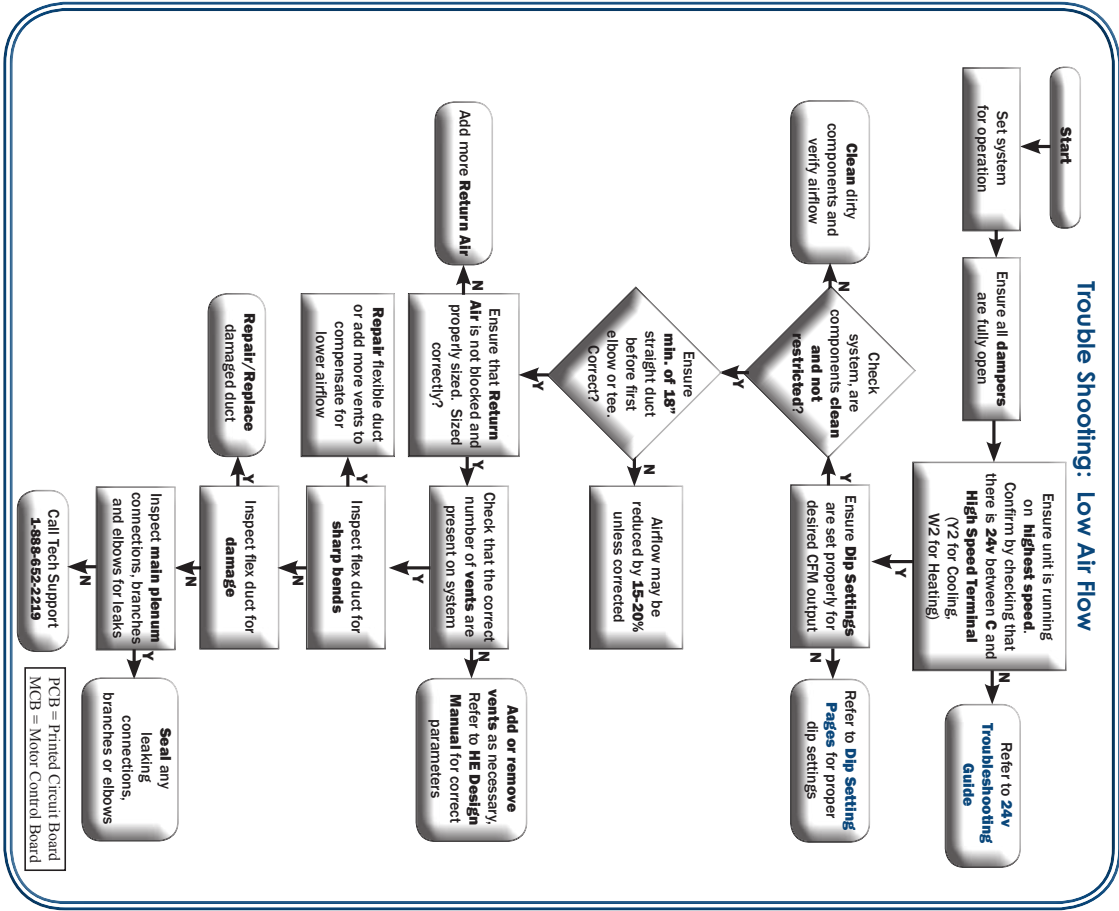 Trouble Shooting:  Low Air Flow
Start
Set system
for operation
Ensure all dampers
are fully open
Ensure unit is running
on highest speed.
Confirm by checking that
there is 24v between C and
High Speed Terminal
(Y2 for Cooling,
W2 for Heating)
N
Refer to 24v
Troubleshooting
Guide
Y
Ensure Dip Settings
are set properly for
desired CFM output
N
Refer to Dip Setting
Pages for proper
dip settings
Y
Check
system, are
components clean
and not
restricted?
N
Clean dirty
components and
verify airflow
Y
Ensure
min. of 18"
straight duct
before first
elbow or tee.
Correct?
N
Airflow may be
reduced by 15-20%
unless corrected
Y
Ensure that Return
Air is not blocked and
properly sized.  Sized
correctly?
N
Add more Return Air
Y
Check that the correct
number of vents are
present on system
N
Add or remove
vents as necessary,
Refer to HE Design
Manual for correct
parameters
Y
Inspect flex duct for
sharp bends
Y
Repair flexible duct
or add more vents to
compensate for
lower airflow
N
Inspect flex duct for
damage
Y
Repair/Replace
damaged duct
N
Inspect main plenum
connections, branches
and elbows for leaks
Y
Seal any
leaking
connections,
branches or elbows
N
Call Tech Support
1-888-652-2219
PCB = Printed Circuit Board
MCB = Motor Control Board